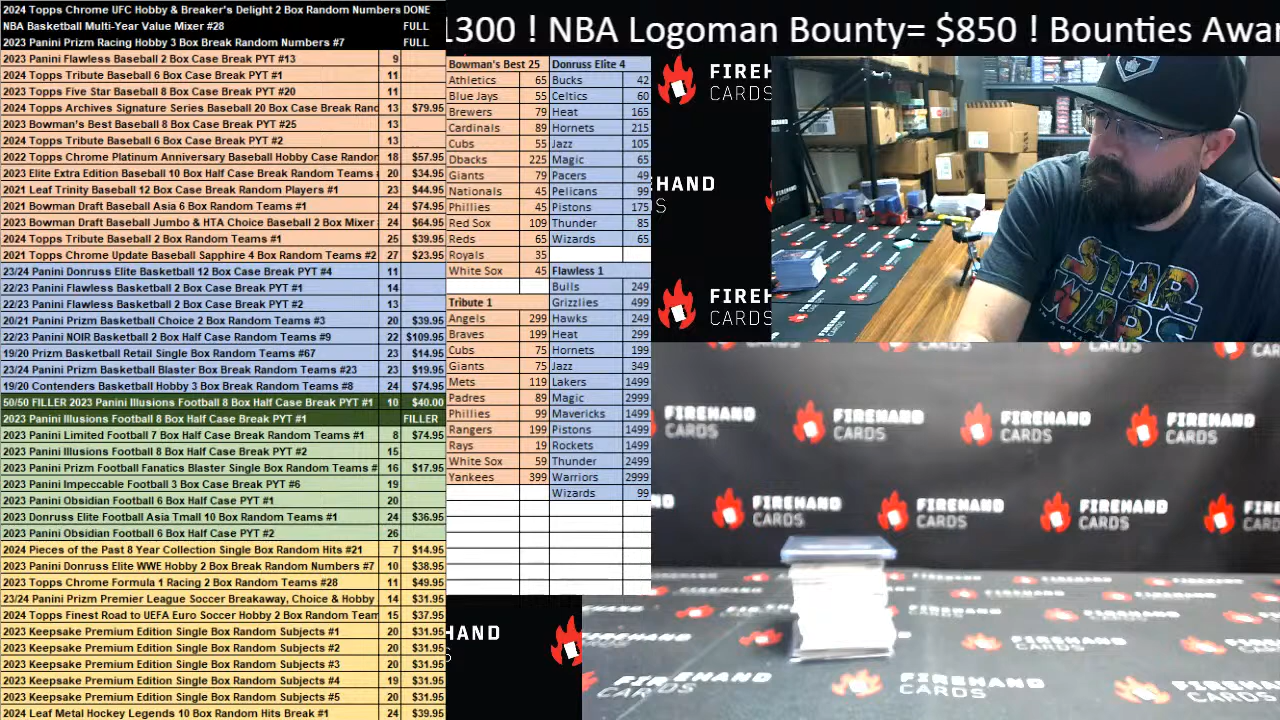 2024 Topps Chrome UFC Hobby & Breaker's Delight 2 Box Random Numbers DONE
NBA Basketball Multi-Year Value Mixer #28 FULL
2023 Panini Prizm Racing Hobby 3 Box Break Random Numbers #7 FULL
2023 Panini Flawless Baseball 2 Box Break PYT #13 9
2024 Topps Tribute Baseball 6 Box Case Break PYT #1 11
2023 Topps Five Star Baseball 8 Box Case Break PYT #20 11
2024 Topps Archives Signature Series Baseball 20 Box Case Break Ranc 13 $79.95
2023 Bowman's Best Baseball 8 Box Case Break PYT #25 13
2024 Topps Tribute Baseball 6 Box Case Break PYT #2 13
2022 Topps Chrome Platinum Anniversary Baseball Hobby Case Randor 18 $57.95
2023 Elite Extra Edition Baseball 10 Box Half Case Break Random Teams 20 $34.95
2021 Leaf Trinity Baseball 12 Box Case Break Random Players #1 23 $44.95
2021 Bowman Draft Baseball Asia 6 Box Random Teams #1 24 $74.95
2023 Bowman Draft Baseball Jumbo & HTA Choice Baseball 2 Box Mixer 24 $64.95
2024 Topps Tribute Baseball 2 Box Random Teams #1 25 $39.95
2021 Topps Chrome Update Baseball Sapphire 4 Box Random Teams #2 27 $23.95
23/24 Panini Donruss Elite Basketball 12 Box Case Break PYT #4 11
22/23 Panini Flawless Basketball 2 Box Break PYT #1 14
22/23 Panini Flawless Basketball 2 Box Break PYT #2 13
20/21 Panini Prizm Basketball Choice 2 Box Random Teams #3 20 $39.95
22/23 Panini NOIR Basketball 2 Box Half Case Break Random Teams #9 22 $109.95
19/20 Prizm Basketball Retail Single Box Random Teams #67 23 $14.95
23/24 Panini Prizm Basketball Blaster Box Break Random Teams #23 23 $19.95
19/20 Contenders Basketball Hobby 3 Box Break Random Teams #8 24 $74.95
50/50 FILLER 2023 Panini Illusions Football 8 Box Half Case Break PYT #1 10 $40.00
2023 Panini Illusions Football 8 Box Half Case Break PYT #1 FILLER
2023 Panini Limited Football 7 Box Half Case Break Random Teams #1 8 $74.95
2023 Panini Illusions Football 8 Box Half Case Break PYT #2 15
2023 Panini Prizm Football Fanatics Blaster Single Box Random Teams # 16 $17.95
2023 Panini Impeccable Football 3 Box Case Break PYT #6 19
2023 Panini Obsidian Football 6 Box Half Case PYT #1 20
2023 Donruss Elite Football Asia Tmall 10 Box Random Teams #1 24 $36.95
2023 Panini Obsidian Football 6 Box Half Case PYT #2 26
2024 Pieces of the Past 8 Year Collection Single Box Random Hits #21 7 $14.95
2023 Panini Donruss Elite WWE Hobby 2 Box Break Random Numbers #7 10 $38.95
2023 Topps Chrome Formula 1 Racing 2 Box Random Teams #28 11 $49.95
23/24 Panini Prizm Premier League Soccer Breakaway, Choice & Hobby 14 $31.95
2024 Topps Finest Road to UEFA Euro Soccer Hobby 2 Box Random Team 15 $37.95
2023 Keepsake Premium Edition Single Box Random Subjects #1 20 $31.95
2023 Keepsake Premium Edition Single Box Random Subjects #2 20 $31.95
2023 Keepsake Premium Edition Single Box Random Subjects #3 20 $31.95
2023 Keepsake Premium Edition Single Box Random Subjects #4 19 $31.95
2023 Keepsake Premium Edition Single Box Random Subjects #5 20 $31.95
2024 Leaf Metal Hockey Legends 10 Box Random Hits Break #1 24 $39.95
1300 ! NBA Logoman Bounty= $850 ! Bounties Awar
Bowman's Best 25
Athletics 65
Blue Jays 55
Brewers 79
Cardinals 89
Cubs 55
Dbacks 225
Giants 79
Nationals 45
Phillies 45
Red Sox 109
Reds 65
Royals 35
White Sox 45
Tribute 1
Angels 299
Braves 199
Cubs 75
Giants 75
Mets 119
Padres 89
Phillies 99
Rangers 199
Rays 19
White Sox 59
Yankees 399
Donruss Elite 4
Bucks 42
Celtics 60
Heat 165
Hornets 215
Jazz 105
Magic 65
Pacers 49
Pelicans 99
Pistons 175
Thunder 85
Wizards 65
Flawless 1
Bulls 249
Grizzlies 499
Hawks 249
Heat 299
Hornets 199
Jazz 349
Lakers 1499
Magic 2999
Mavericks 1499
Pistons 1499
Rockets 1499
Thunder 2499
Warriors 2999
Wizards 99
FIREH
CARDS
HAND
S
FIREH
CARDS
HAND
S
STAR
WARS
FIREHAND
CARDS
FIREHAND
CARDS
FIREHAND
CARDS
FIREHAND
CARDS
FIREHAND
CARDS
FIREHAND
CARDS
FIREHAND
CARDS
FIREHAND
CARDS
FIREHAND
CARDS